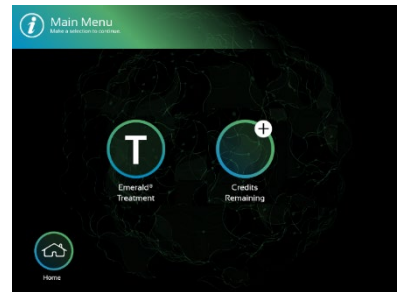 i
Main Menu
Make a selection to continue.
T
+
Emerald®
Treatment
Credits
Remaining
Home